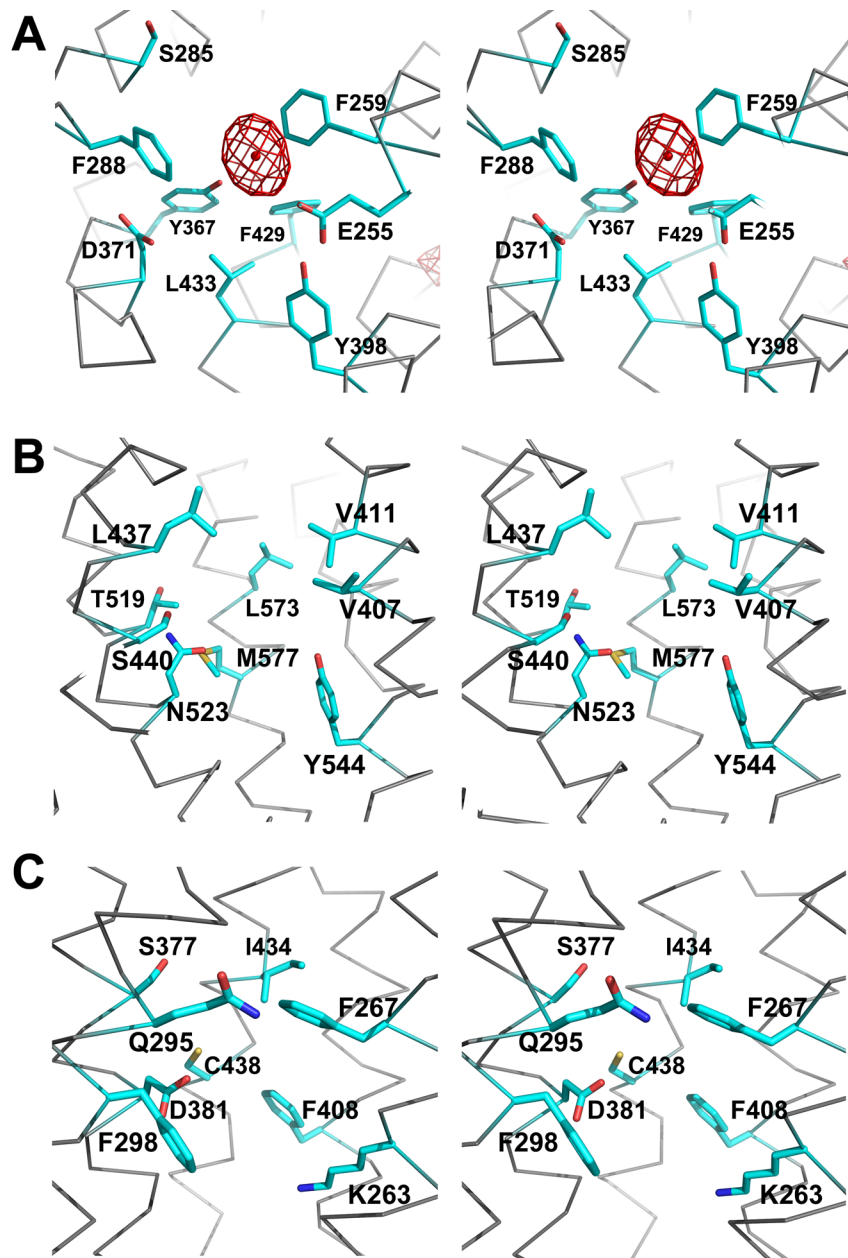 A
S285 S285
F259 F259
F288 F288
Y367 F429 E255 Y367 F429 E255
D371 D371
L433 L433
Y398 Y398
B
L437 V411 L437 V411
T519 L573 V407 T519 L573 V407
S440 M577 S440 M577
N523 N523
Y544 Y544
C
S377 I434 S377 I434
F267 F267
Q295 C438 Q295 C438
D381 F408 D381 F408
F298 F298
K263 K263